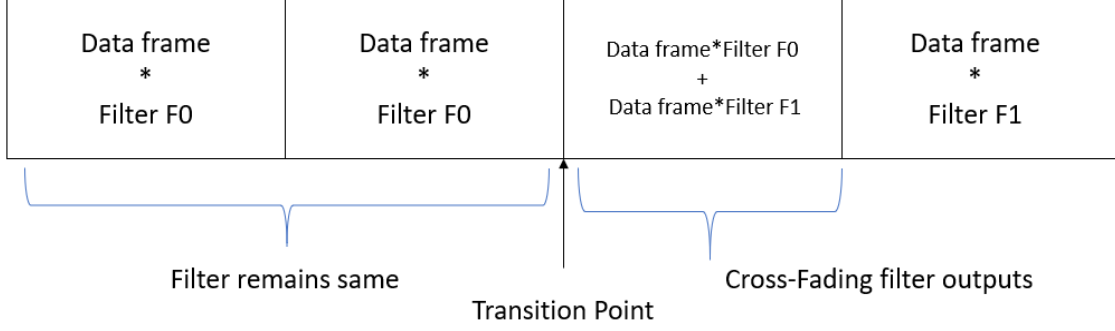 Data frame
*
Filter F0
Data frame
*
Filter F0
Data frame*Filter F0
+
Data frame*Filter F1
Data frame
*
Filter F1
Filter remains same
Cross-Fading filter outputs
Transition Point